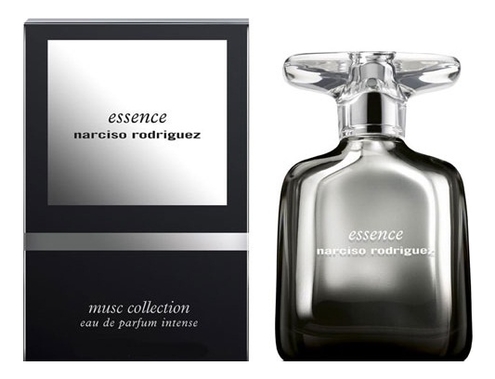 essence
narciso rodriguez
musc collection
eau de parfum intense
essence
narciso rodriguez